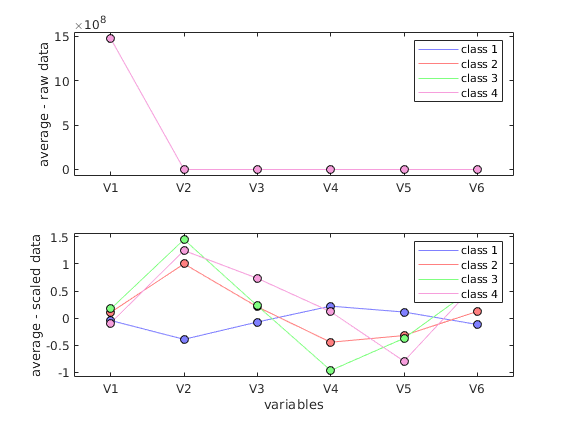 ×10^8
15
10
5
0
average - raw data
class 1
class 2
class 3
class 4
V1 V2 V3 V4 V5 V6
1.5
1
0.5
0
-0.5
-1
average - scaled data
class 1
class 2
class 3
class 4
V1 V2 V3 V4 V5 V6
variables